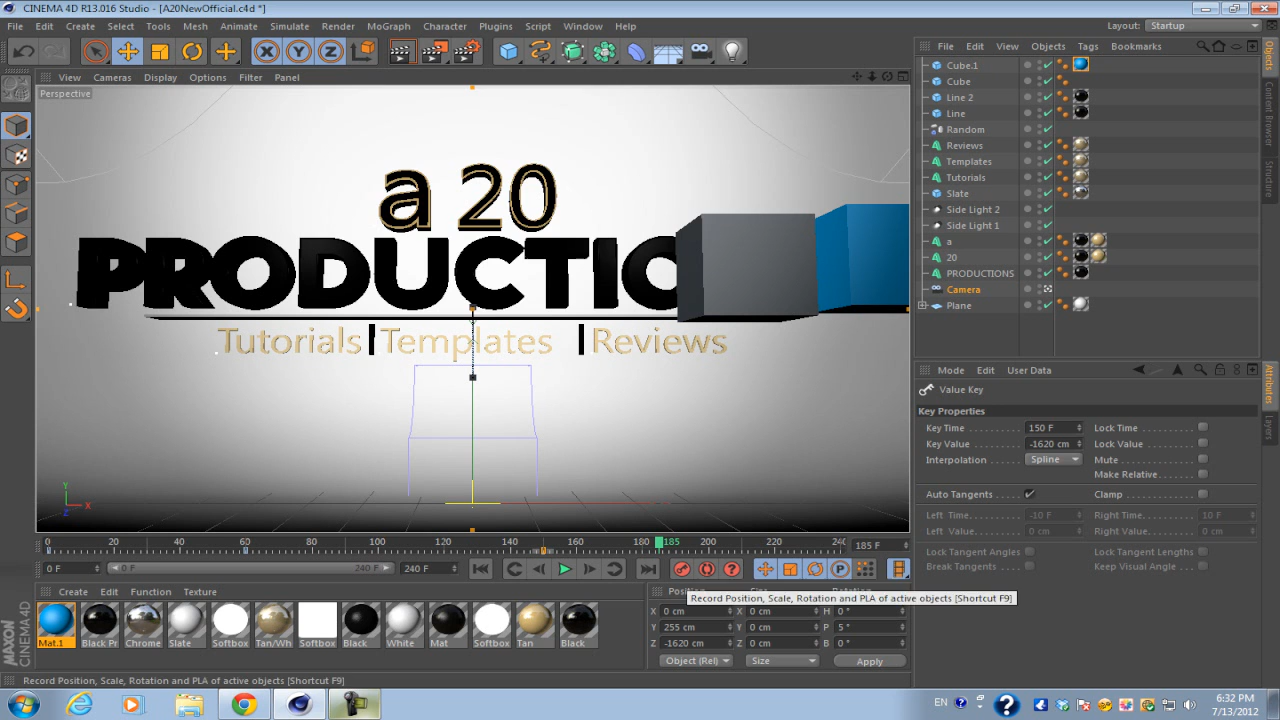 CINEMA 4D R13.016 Studio - [A20NewOfficial.c4d *]
File Edit Create Select Tools Mesh Animate Simulate Render MoGraph Character Plugins Script Window Help
Layout: Startup
X Y Z
View Cameras Display Options Filter Panel
Perspective
a 20
PRODUCTIO
Tutorials Templates Reviews
Y
X
Z
File Edit View Objects Tags Bookmarks
Cube.1
Cube
Line 2
Line
Random
Reviews
Templates
Tutorials
Slate
Side Light 2
Side Light 1
a
20
PRODUCTIONS
Camera
Plane
Objects
Content Browser
Structure
Mode Edit User Data
Value Key
Key Properties
Key Time 150 F Lock Time
Key Value -1620 cm Lock Value
Interpolation Spline Mute
Make Relative
Auto Tangents Clamp
Left Time -10 F Right Time 10 F
Left Value 0 cm Right Value 0 cm
Lock Tangent Angles Lock Tangent Lengths
Break Tangents Keep Visual Angle
Attributes
Layers
0 20 40 60 80 100 120 140 160 180 185 200 220 240
185 F
0 F 0 F 240 F 240 F
Create Edit Function Texture
Record Position, Scale, Rotation and PLA of active objects [Shortcut F9]
X 0 cm X 0 cm H 0 °
Y 255 cm Y 0 cm P 5 °
Z -1620 cm Z 0 cm B 0 °
Object (Rel) Size Apply
Mat.1 Black Pr Chrome Slate Softbox Tan/Wh Softbox Black White Mat Softbox Tan Black
MAXON
CINEMA 4D
Record Position, Scale, Rotation and PLA of active objects [Shortcut F9]
EN
6:32 PM
7/13/2012